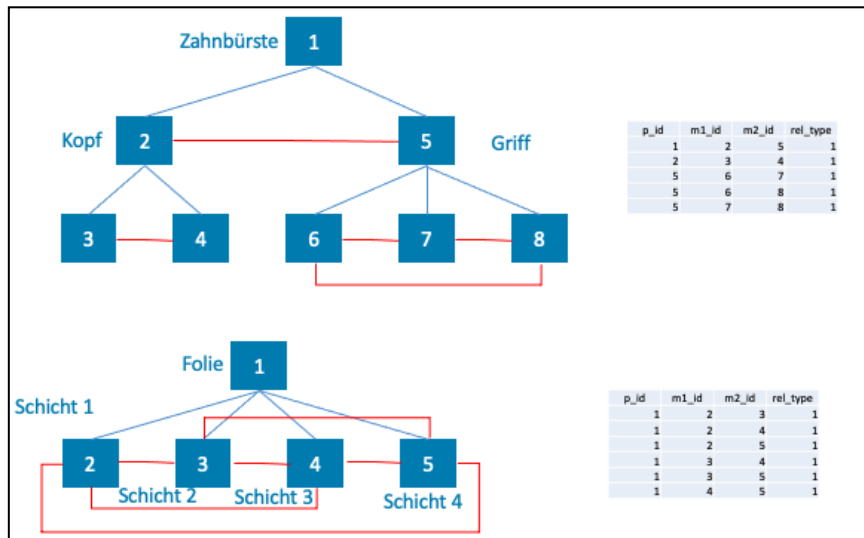 Zahnbürste 1
Kopf 2 5 Griff
3 4 6 7 8
p_id m1_id m2_id rel_type
1 2 5 1
2 3 4 1
5 6 7 1
5 6 8 1
5 7 8 1
Folie 1
Schicht 1
2 3 4 5
Schicht 2 Schicht 3 Schicht 4
p_id m1_id m2_id rel_type
1 2 3 1
1 2 4 1
1 2 5 1
1 3 4 1
1 3 5 1
1 4 5 1